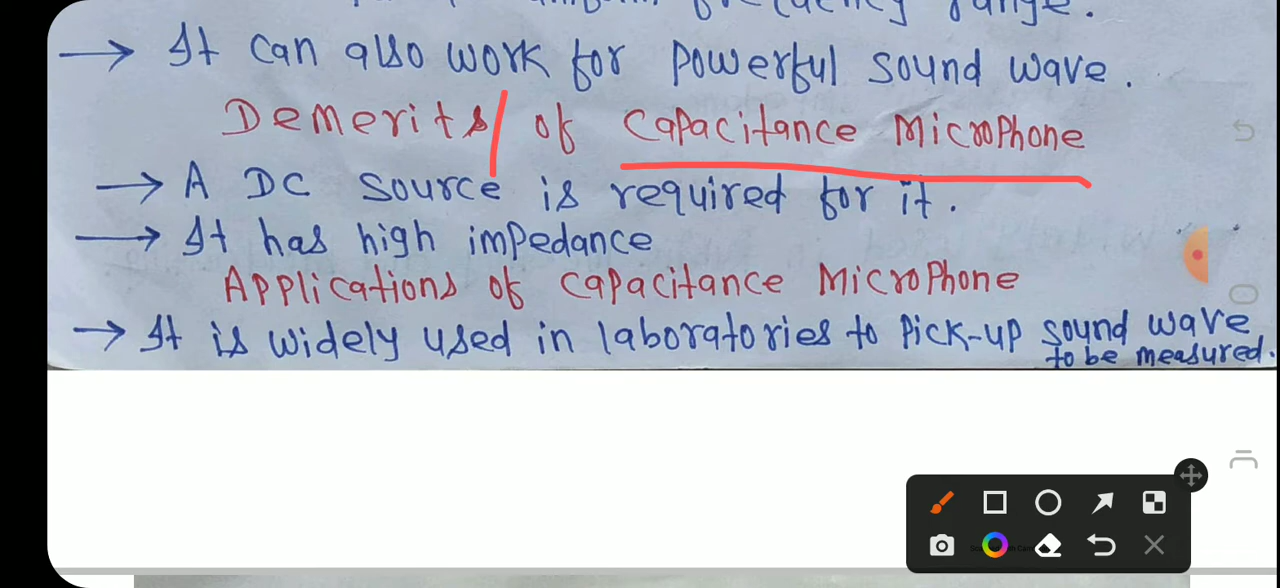 frequency range.
→ It can also work for powerful sound wave.
Demerits of Capacitance Microphone
→ A DC source is required for it.
→ It has high impedance
Applications of Capacitance Microphone
→ It is widely used in laboratories to Pick-up sound wave
to be measured.